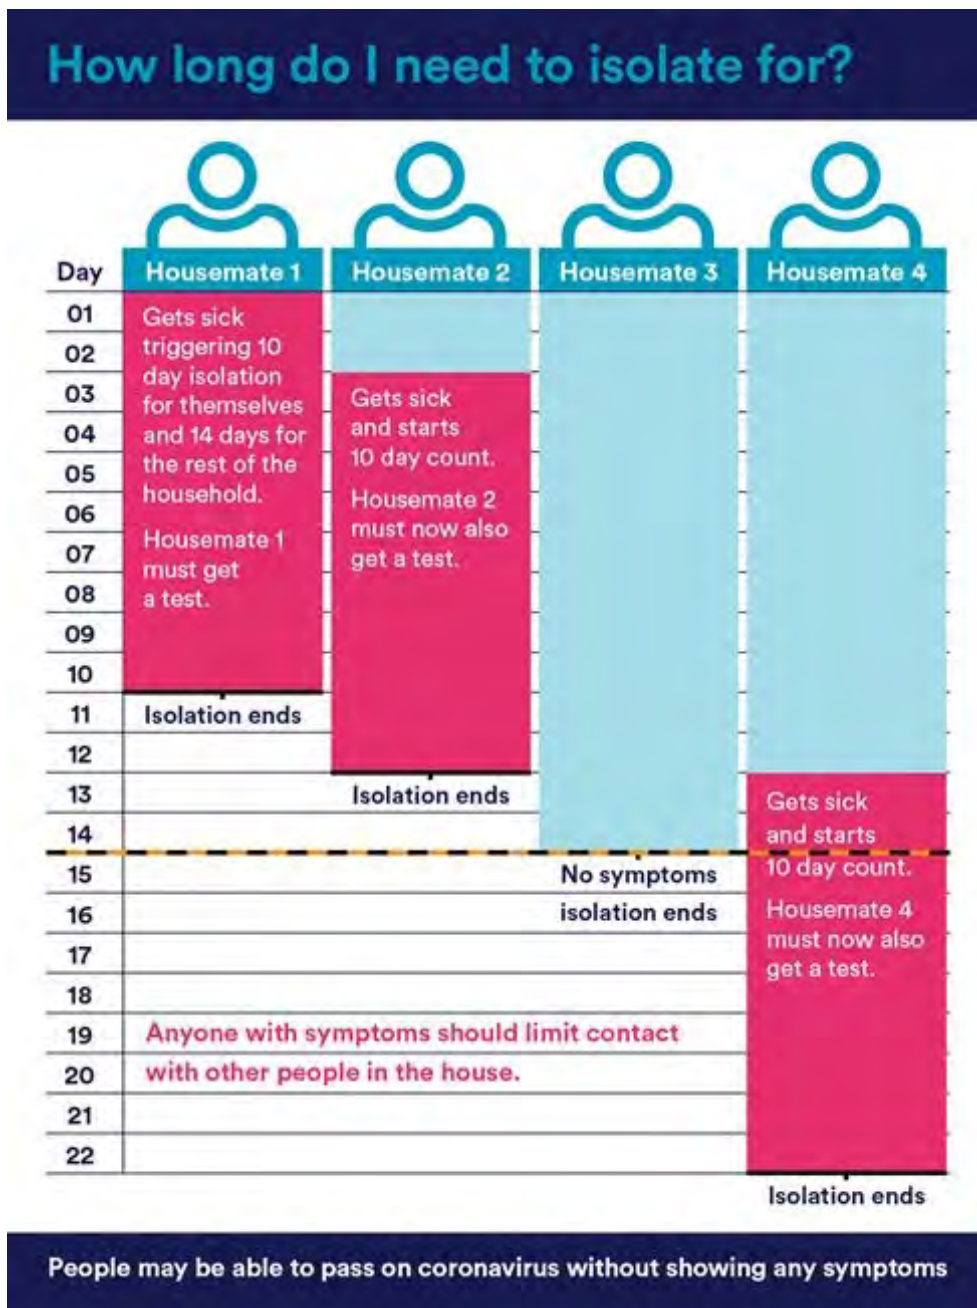 How long do I need to isolate for?
Day
Housemate 1
Housemate 2
Housemate 3
Housemate 4
01
02
03
04
05
06
07
08
09
10
11
12
13
14
15
16
17
18
19
20
21
22
Gets sick
triggering 10
day isolation
for themselves
and 14 days for
the rest of the
household.
Housemate 1
must get
a test.
Isolation ends
Gets sick
and starts
10 day count.
Housemate 2
must now also
get a test.
Isolation ends
No symptoms
isolation ends
Gets sick
and starts
10 day count.
Housemate 4
must now also
get a test.
Isolation ends
Anyone with symptoms should limit contact
with other people in the house.
People may be able to pass on coronavirus without showing any symptoms